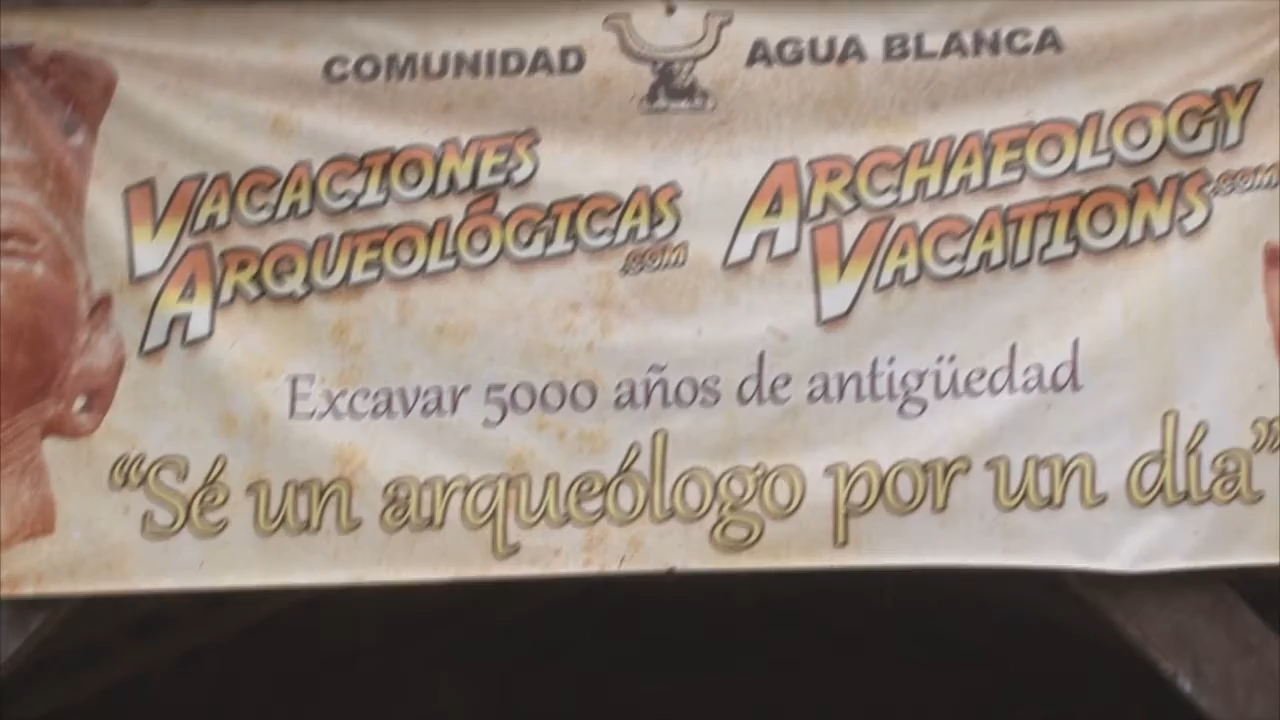 COMUNIDAD AGUA BLANCA
VACACIONES
ARQUEOLÓGICAS
.COM
ARCHAEOLOGY
VACATIONS.COM
Excavar 5000 años de antigüedad
“Sé un arqueólogo por un día”